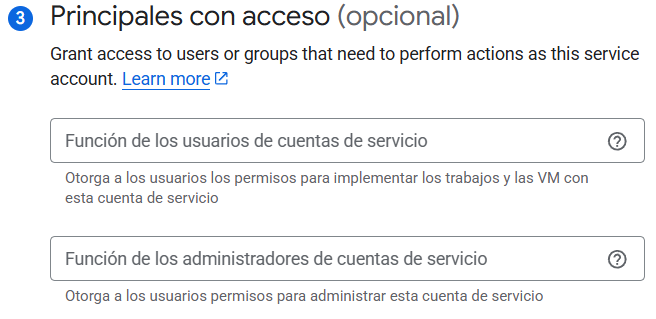 3 Principales con acceso (opcional)
Grant access to users or groups that need to perform actions as this service
account. Learn more
Función de los usuarios de cuentas de servicio
Otorga a los usuarios los permisos para implementar los trabajos y las VM con
esta cuenta de servicio
Función de los administradores de cuentas de servicio
Otorga a los usuarios permisos para administrar esta cuenta de servicio